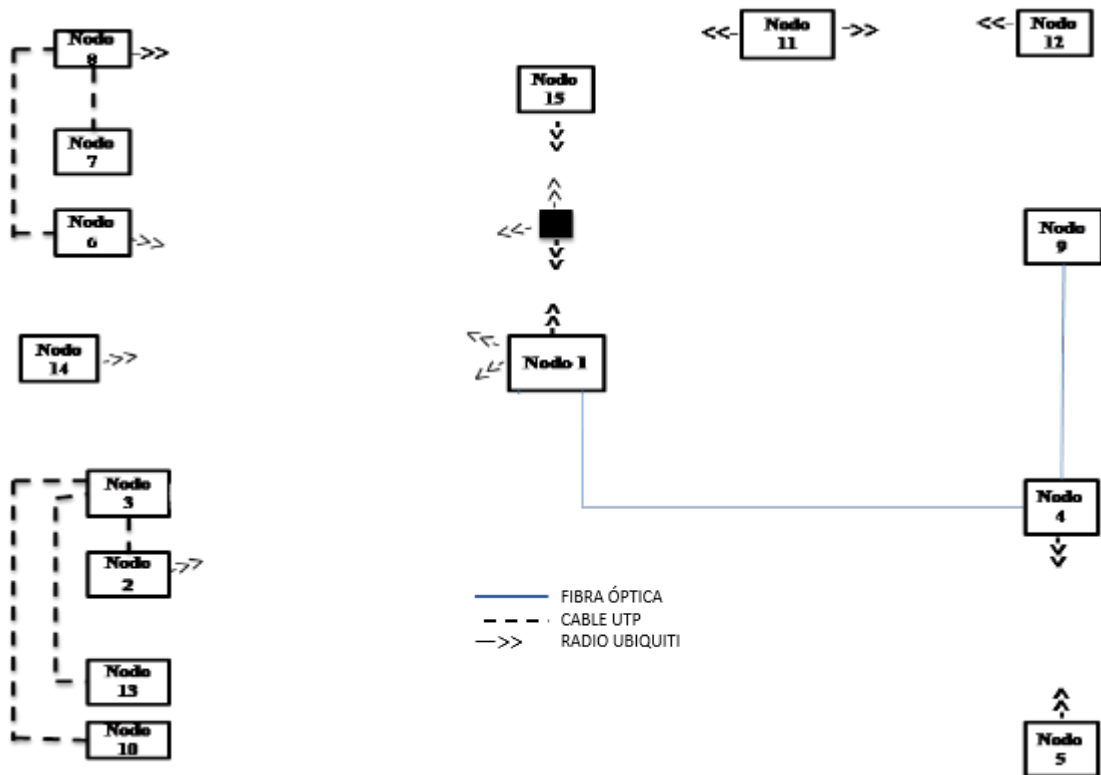 Nodo
8
Nodo
7
Nodo
6
Nodo
14
Nodo
3
Nodo
2
Nodo
13
Nodo
10
Nodo
15
Nodo 1
Nodo
11
Nodo
12
Nodo
9
Nodo
4
Nodo
5
FIBRA ÓPTICA
CABLE UTP
RADIO UBIQUITI